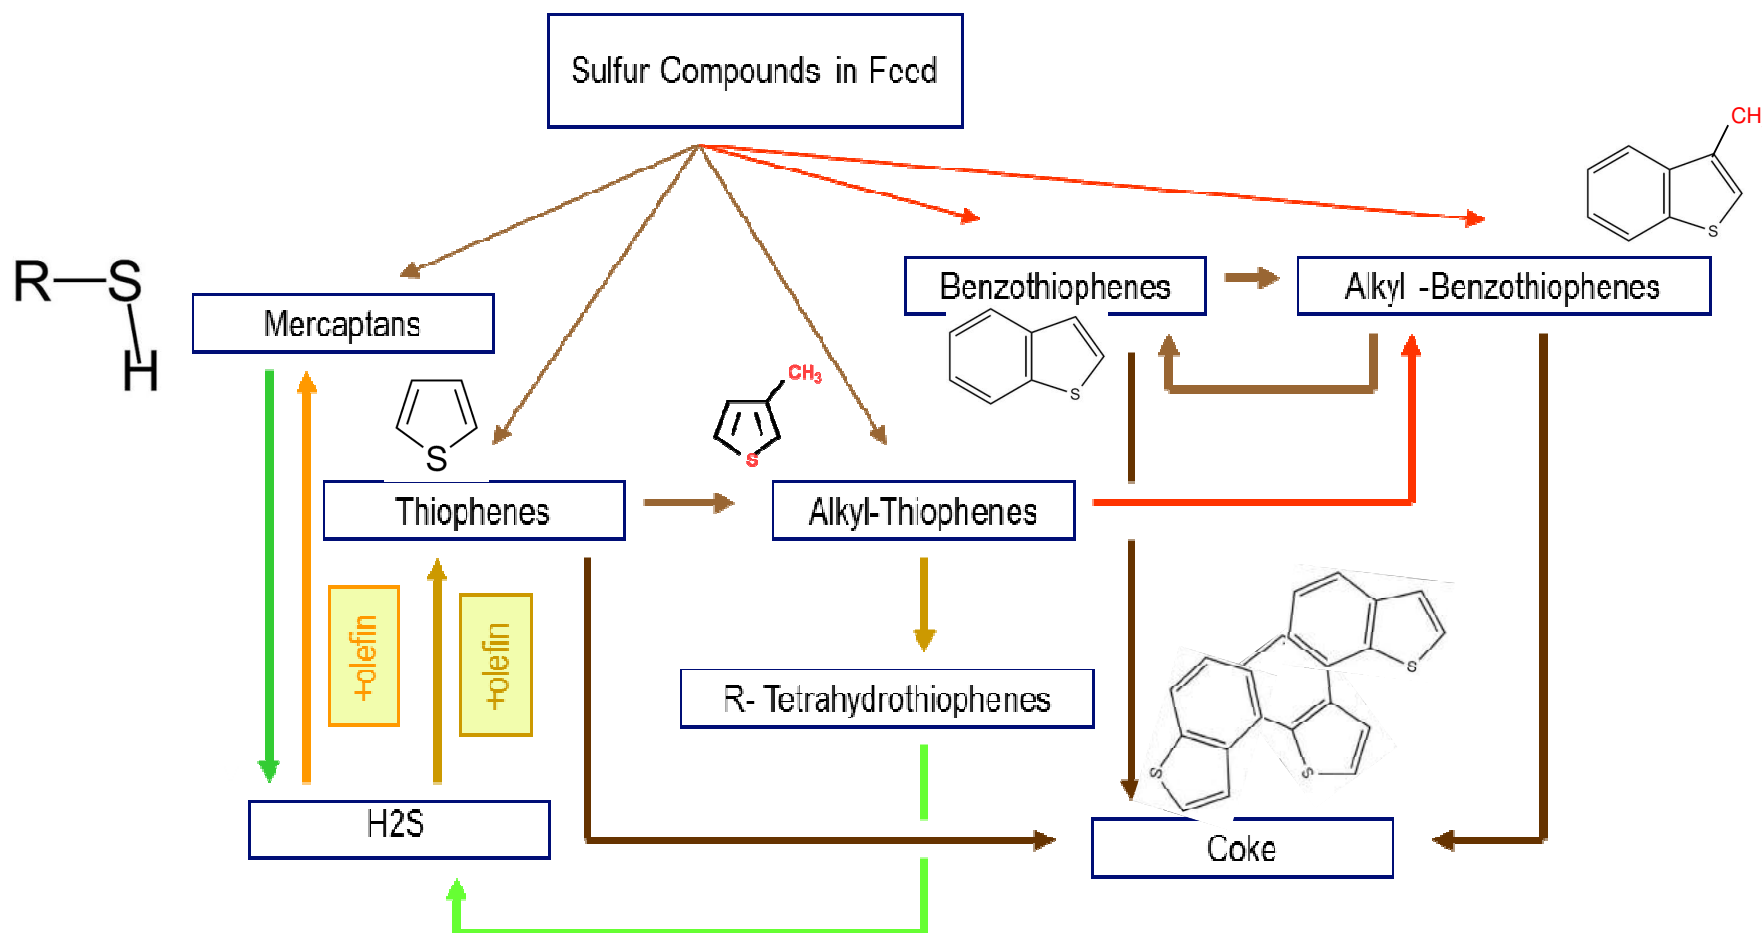 Sulfur Compounds in Feed
CH
S
R—S
H
Mercaptans
Benzothiophenes
Alkyl -Benzothiophenes
S
CH3
S
S
Thiophenes
Alkyl-Thiophenes
+olefin
+olefin
S
R- Tetrahydrothiophenes
S
S
H2S
Coke